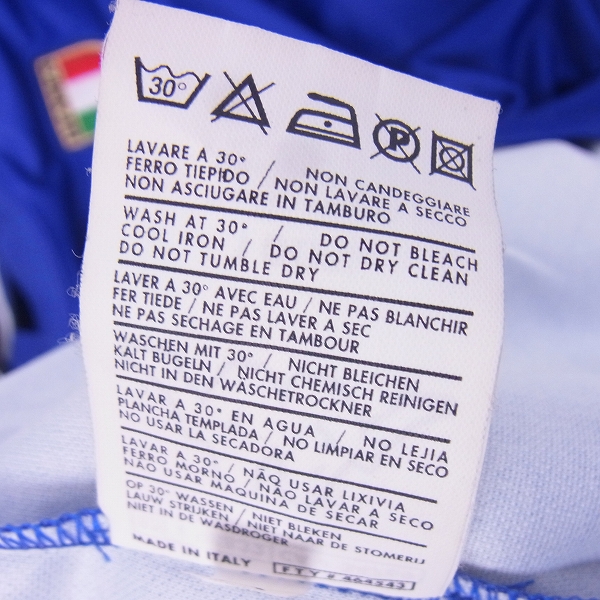 30°
P
LAVARE A 30° / NON CANDEGGIARE
FERRO TIEPIDO / NON LAVARE A SECCO
NON ASCIUGARE IN TAMBURO
WASH AT 30° / DO NOT BLEACH
COOL IRON / DO NOT DRY CLEAN
DO NOT TUMBLE DRY
LAVER A 30° AVEC EAU / NE PAS BLANCHIR
FER TIEDE / NE PAS LAVER A SEC
NE PAS SECHAGE EN TAMBOUR
WASCHEN MIT 30° / NICHT BLEICHEN
KALT BUGELN / NICHT CHEMISCH REINIGEN
NICHT IN DEN WASCHETROCKNER
LAVAR A 30° EN AGUA / NO LEJIA
PLANCHA TEMPLADA / NO LIMPIAR EN SECO
NO USAR LA SECADORA
LAVAR A 30° / NÃO USAR LIXIVIA
FERRO MORNO / NÃO LAVAR A SECO
NÃO USAR MAQUINA DE SECAR
OP 30° WASSEN / NIET BLEKEN
LAUW STRIJKEN / NIET NAAR DE STOMERIJ
NIET IN DE WASDROGER
MADE IN ITALY FTY # 464543